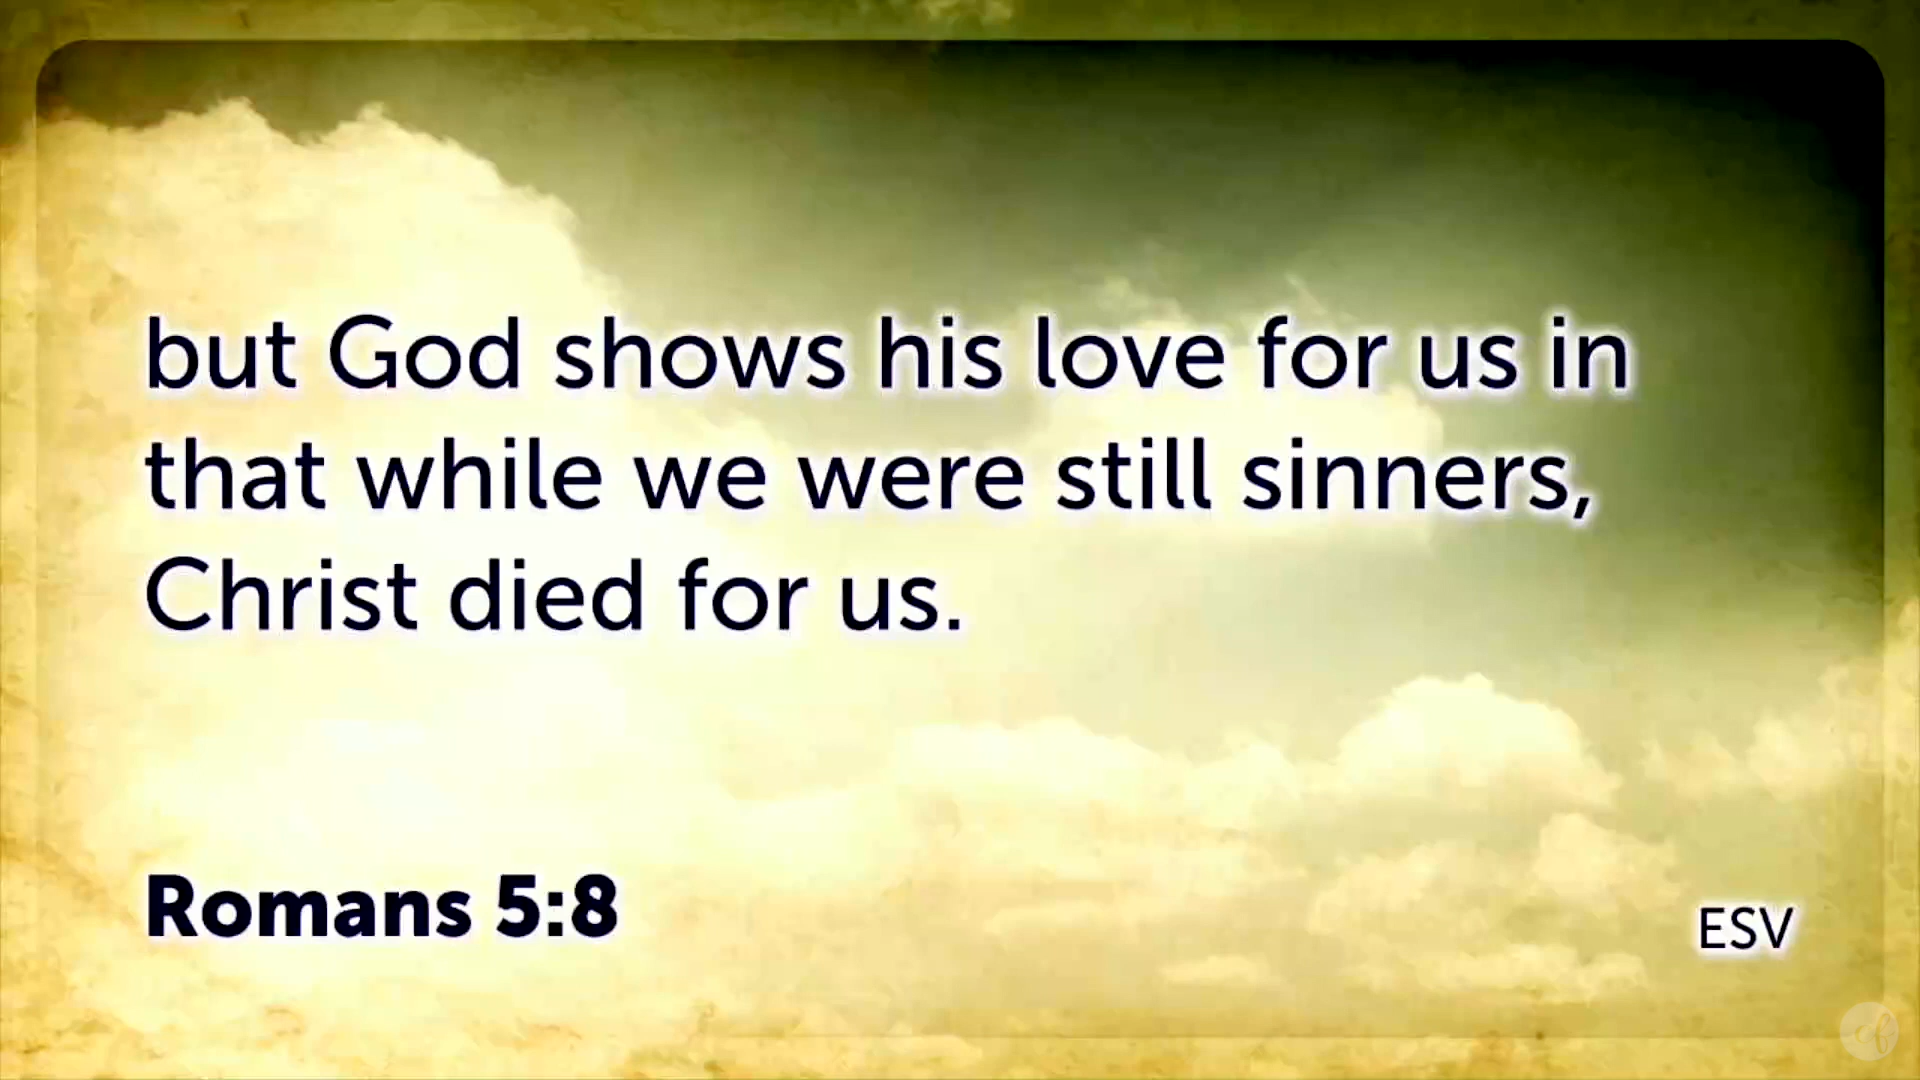 but God shows his love for us in
that while we were still sinners,
Christ died for us.
Romans 5:8
ESV